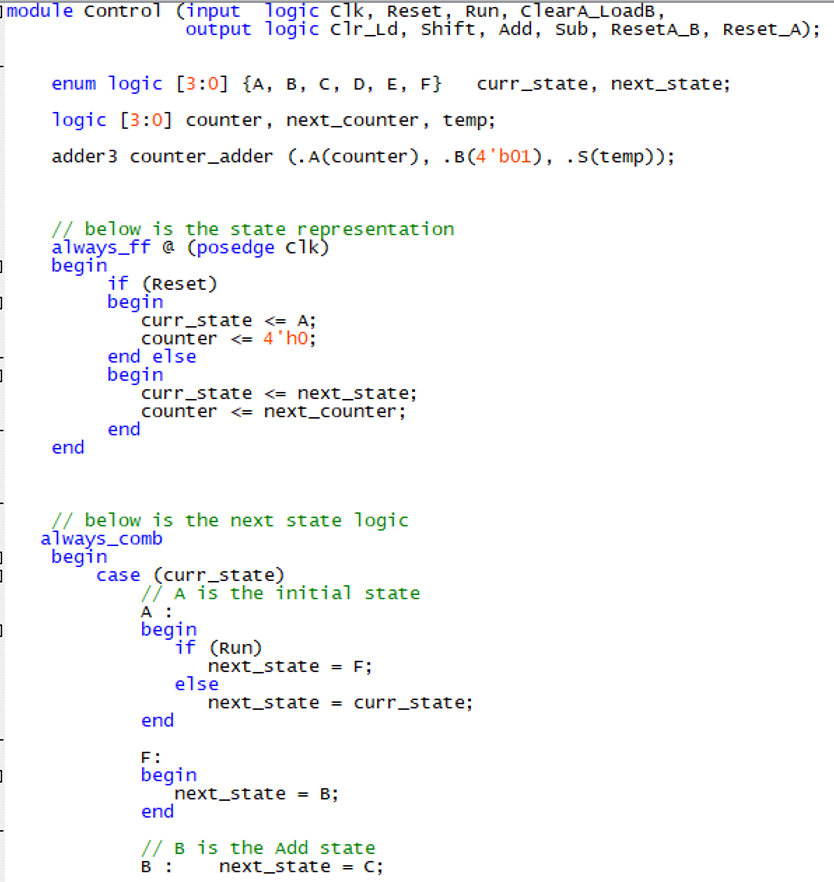 module Control (input  logic Clk, Reset, Run, ClearA_LoadB,
output logic Clr_Ld, Shift, Add, Sub, ResetA_B, Reset_A);
enum logic [3:0] {A, B, C, D, E, F}   curr_state, next_state;
logic [3:0] counter, next_counter, temp;
adder3 counter_adder (.A(counter), .B(4'b01), .S(temp));
// below is the state representation
always_ff @ (posedge Clk)
begin
if (Reset)
begin
curr_state <= A;
counter <= 4'h0;
end else
begin
curr_state <= next_state;
counter <= next_counter;
end
end
// below is the next state logic
always_comb
begin
case (curr_state)
// A is the initial state
A :
begin
if (Run)
next_state = F;
else
next_state = curr_state;
end
F:
begin
next_state = B;
end
// B is the Add state
B :    next_state = C;